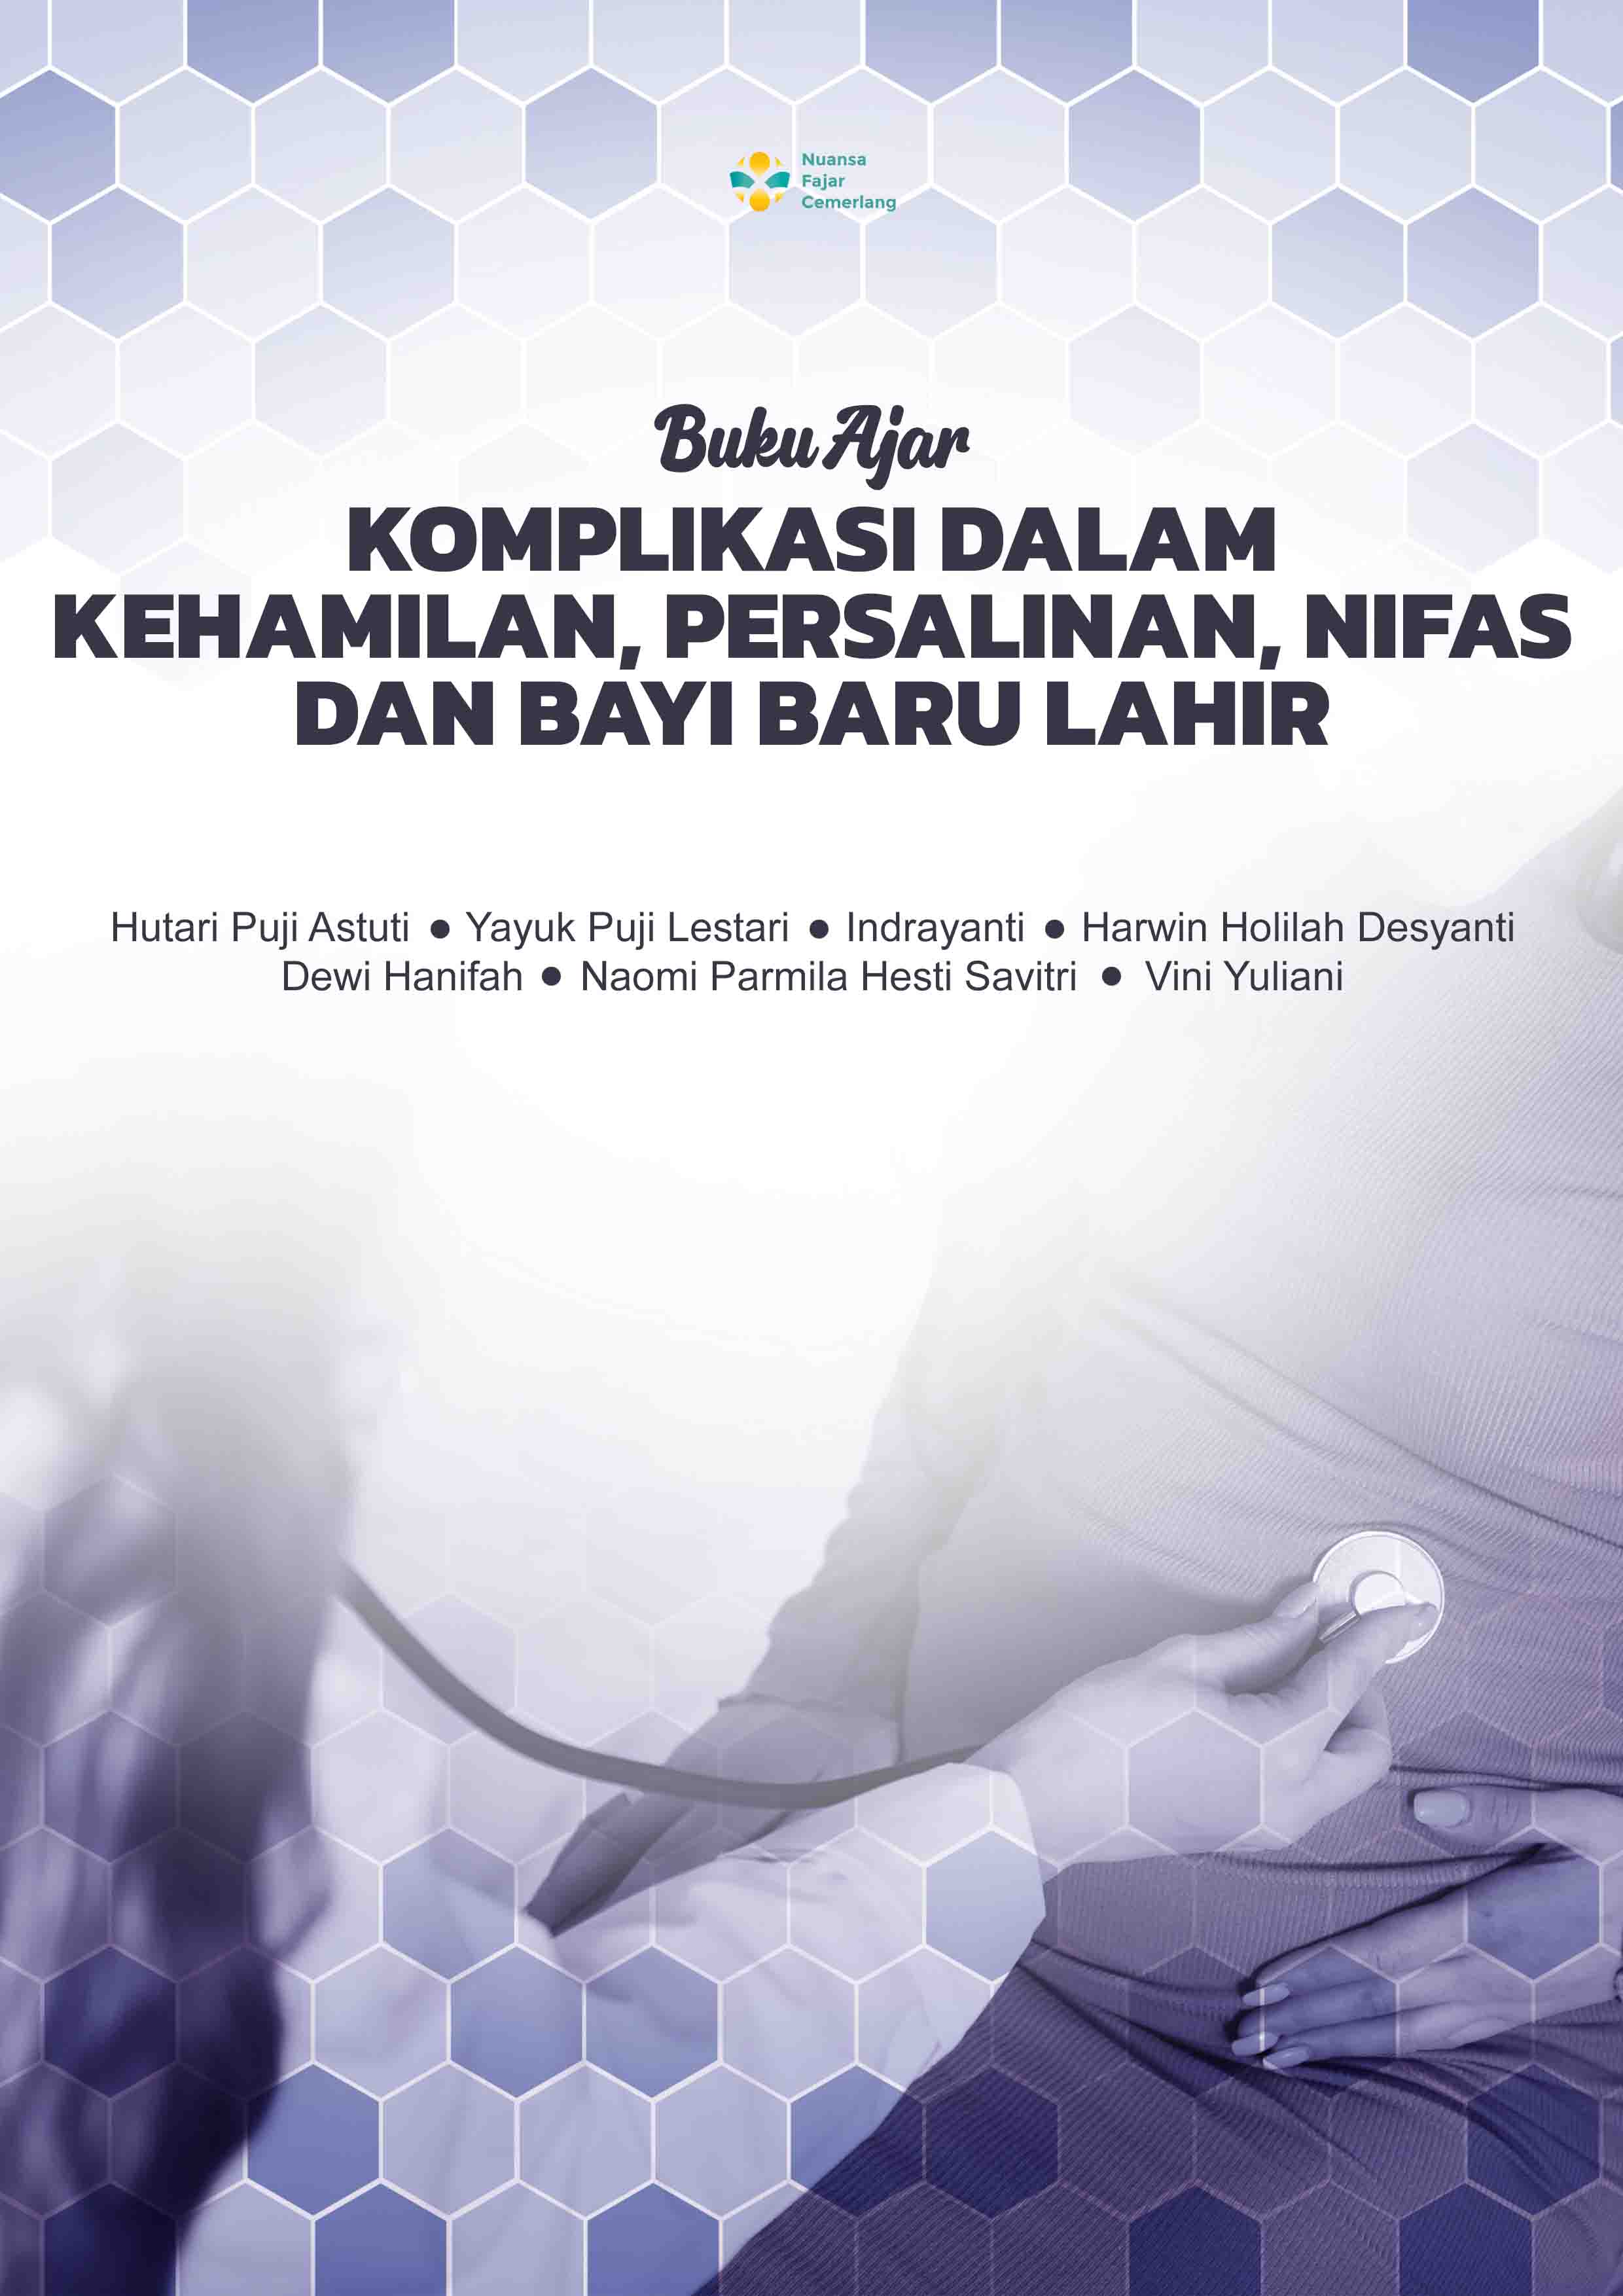 Nuansa
Fajar
Cemerlang
Buku Ajar
KOMPLIKASI DALAM
KEHAMILAN, PERSALINAN, NIFAS
DAN BAYI BARU LAHIR
Hutari Puji Astuti ● Yayuk Puji Lestari ● Indrayanti ● Harwin Holilah Desyanti
Dewi Hanifah ● Naomi Parmila Hesti Savitri ● Vini Yuliani